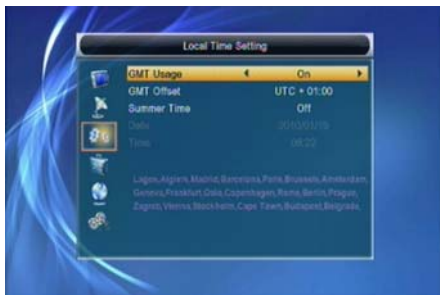 Local Time Setting
GMT Usage On
GMT Offset UTC + 01:00
Summer Time Off
Date 2010/01/15
Time 08:22
Lagos, Algiers, Madrid, Barcelona, Paris, Brussels, Amsterdam,
Geneva, Frankfurt, Oslo, Copenhagen, Rome, Berlin, Prague,
Zagreb, Vienna, Stockholm, Cape Town, Budapest, Belgrade,